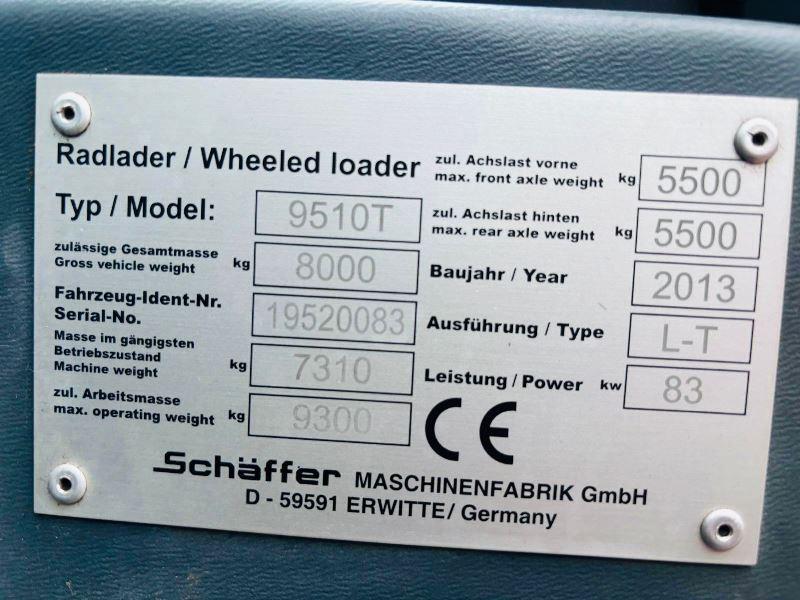 Radlader / Wheeled loader
Typ / Model: 9510T
zulässige Gesamtmasse
Gross vehicle weight kg 8000
Fahrzeug-Ident-Nr.
Serial-No. 19520083
Masse im gängigsten
Betriebszustand
Machine weight kg 7310
zul. Arbeitsmasse
max. operating weight kg 9300
zul. Achslast vorne
max. front axle weight kg 5500
zul. Achslast hinten
max. rear axle weight kg 5500
Baujahr / Year 2013
Ausführung / Type L-T
Leistung / Power kw 83
CE
Schäffer MASCHINENFABRIK GmbH
D - 59591 ERWITTE/ Germany